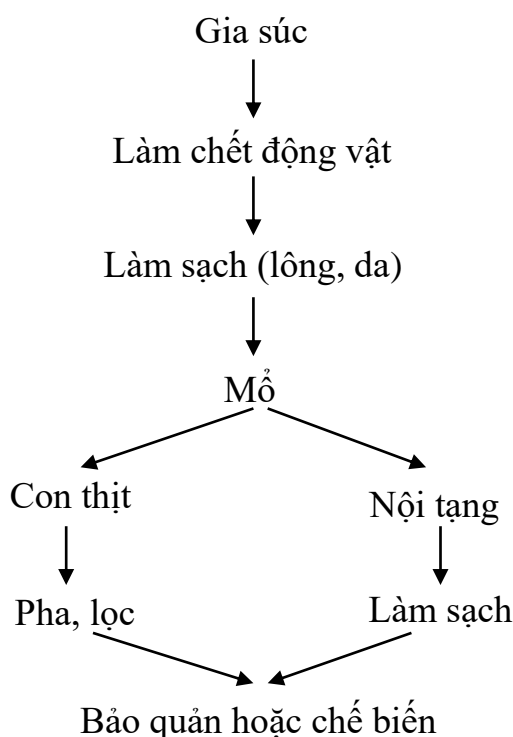 Gia súc
Làm chết động vật
Làm sạch (lông, da)
Mổ
Con thịt
Nội tạng
Pha, lọc
Làm sạch
Bảo quản hoặc chế biến